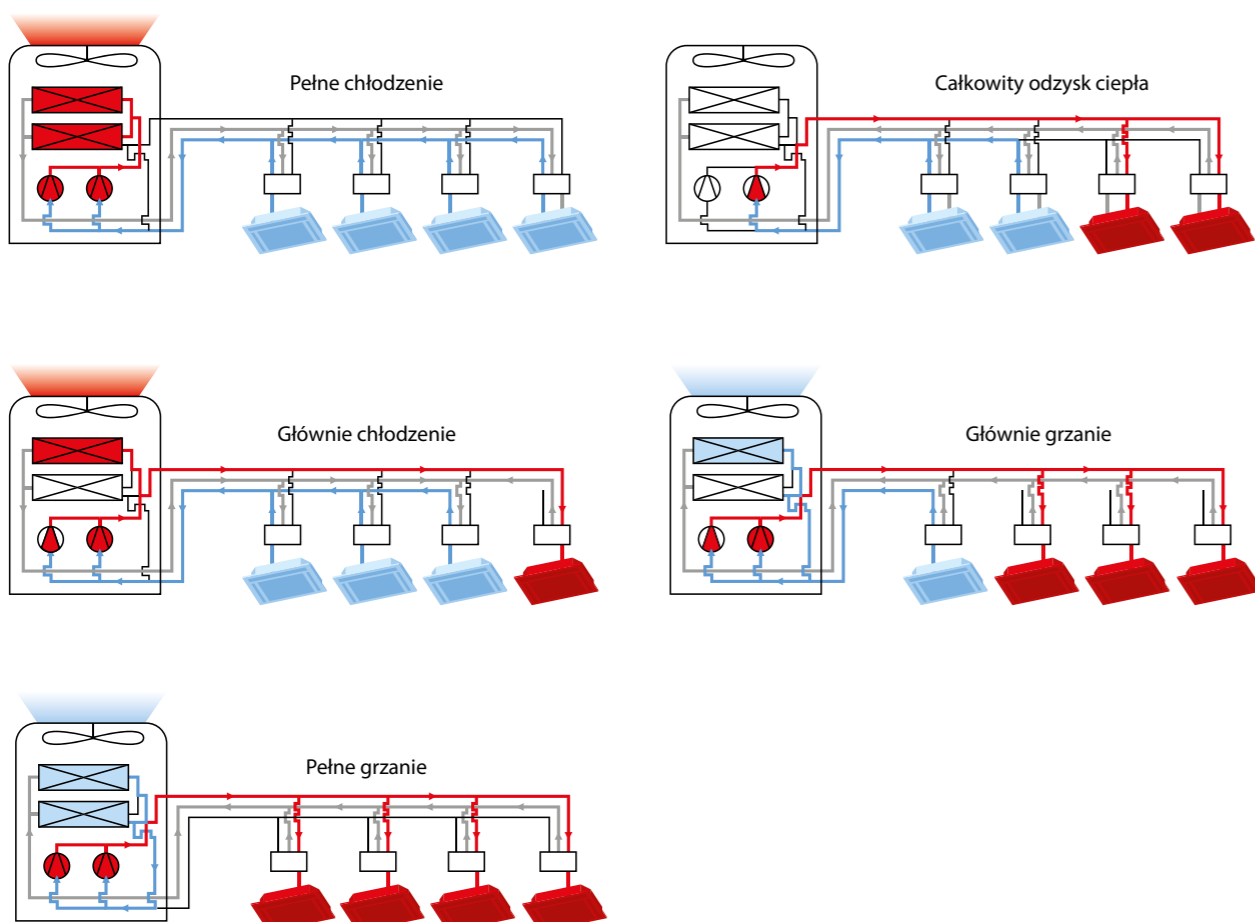 Pełne chłodzenie
Całkowity odzysk ciepła
Głównie chłodzenie
Głównie grzanie
Pełne grzanie